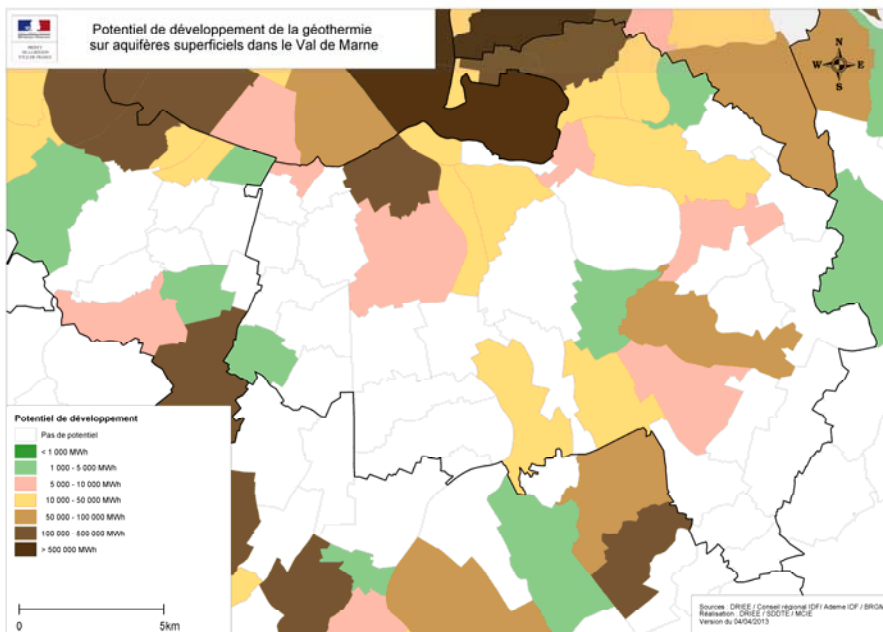 Potentiel de développement de la géothermie
sur aquifères superficiels dans le Val de Marne
N
W E
S
Potentiel de développement
Pas de potentiel
< 1 000 MWh
1 000 - 5 000 MWh
5 000 - 10 000 MWh
10 000 - 50 000 MWh
50 000 - 100 000 MWh
100 000 - 500 000 MWh
> 500 000 MWh
0 5km
Sources : DRIEE / Conseil régional IDF/ Ademe IDF / BRGM
Réalisation : DRIEE / SDDTE / MCIE
Version du 04/04/2013